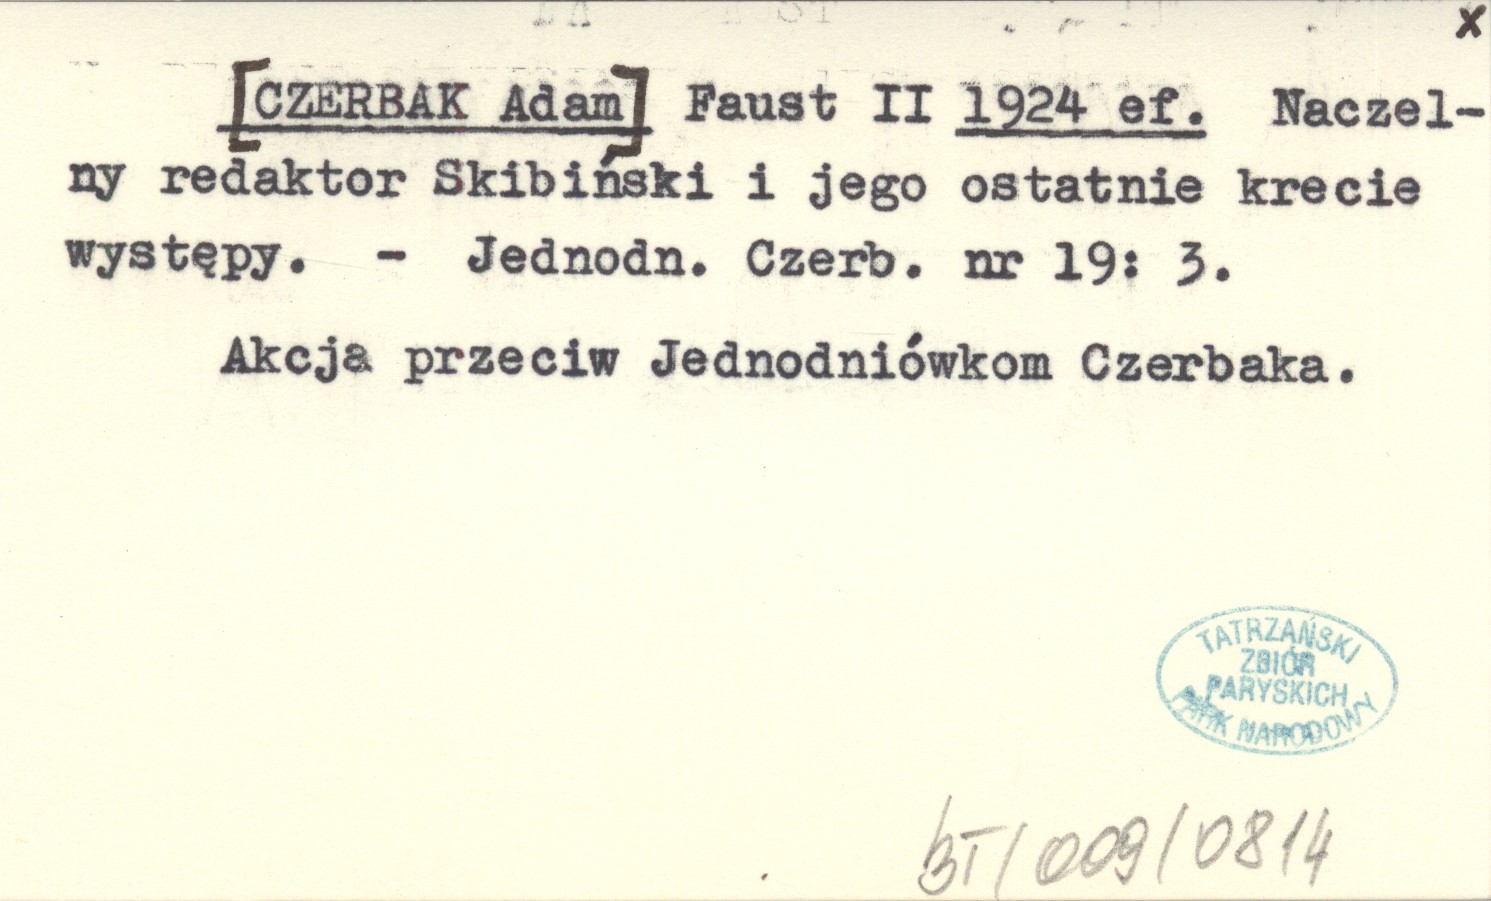 x
[CZERBAK Adam] Faust II 1924 ef. Naczel-
ny redaktor Skibiński i jego ostatnie krecie
występy. - Jednodn. Czerb. nr 19: 3.
Akcja przeciw Jednodniówkom Czerbaka.
TATRZAŃSKI
ZBIÓR
PARYSKICH
PARK NARODOWY
BT/009/0814